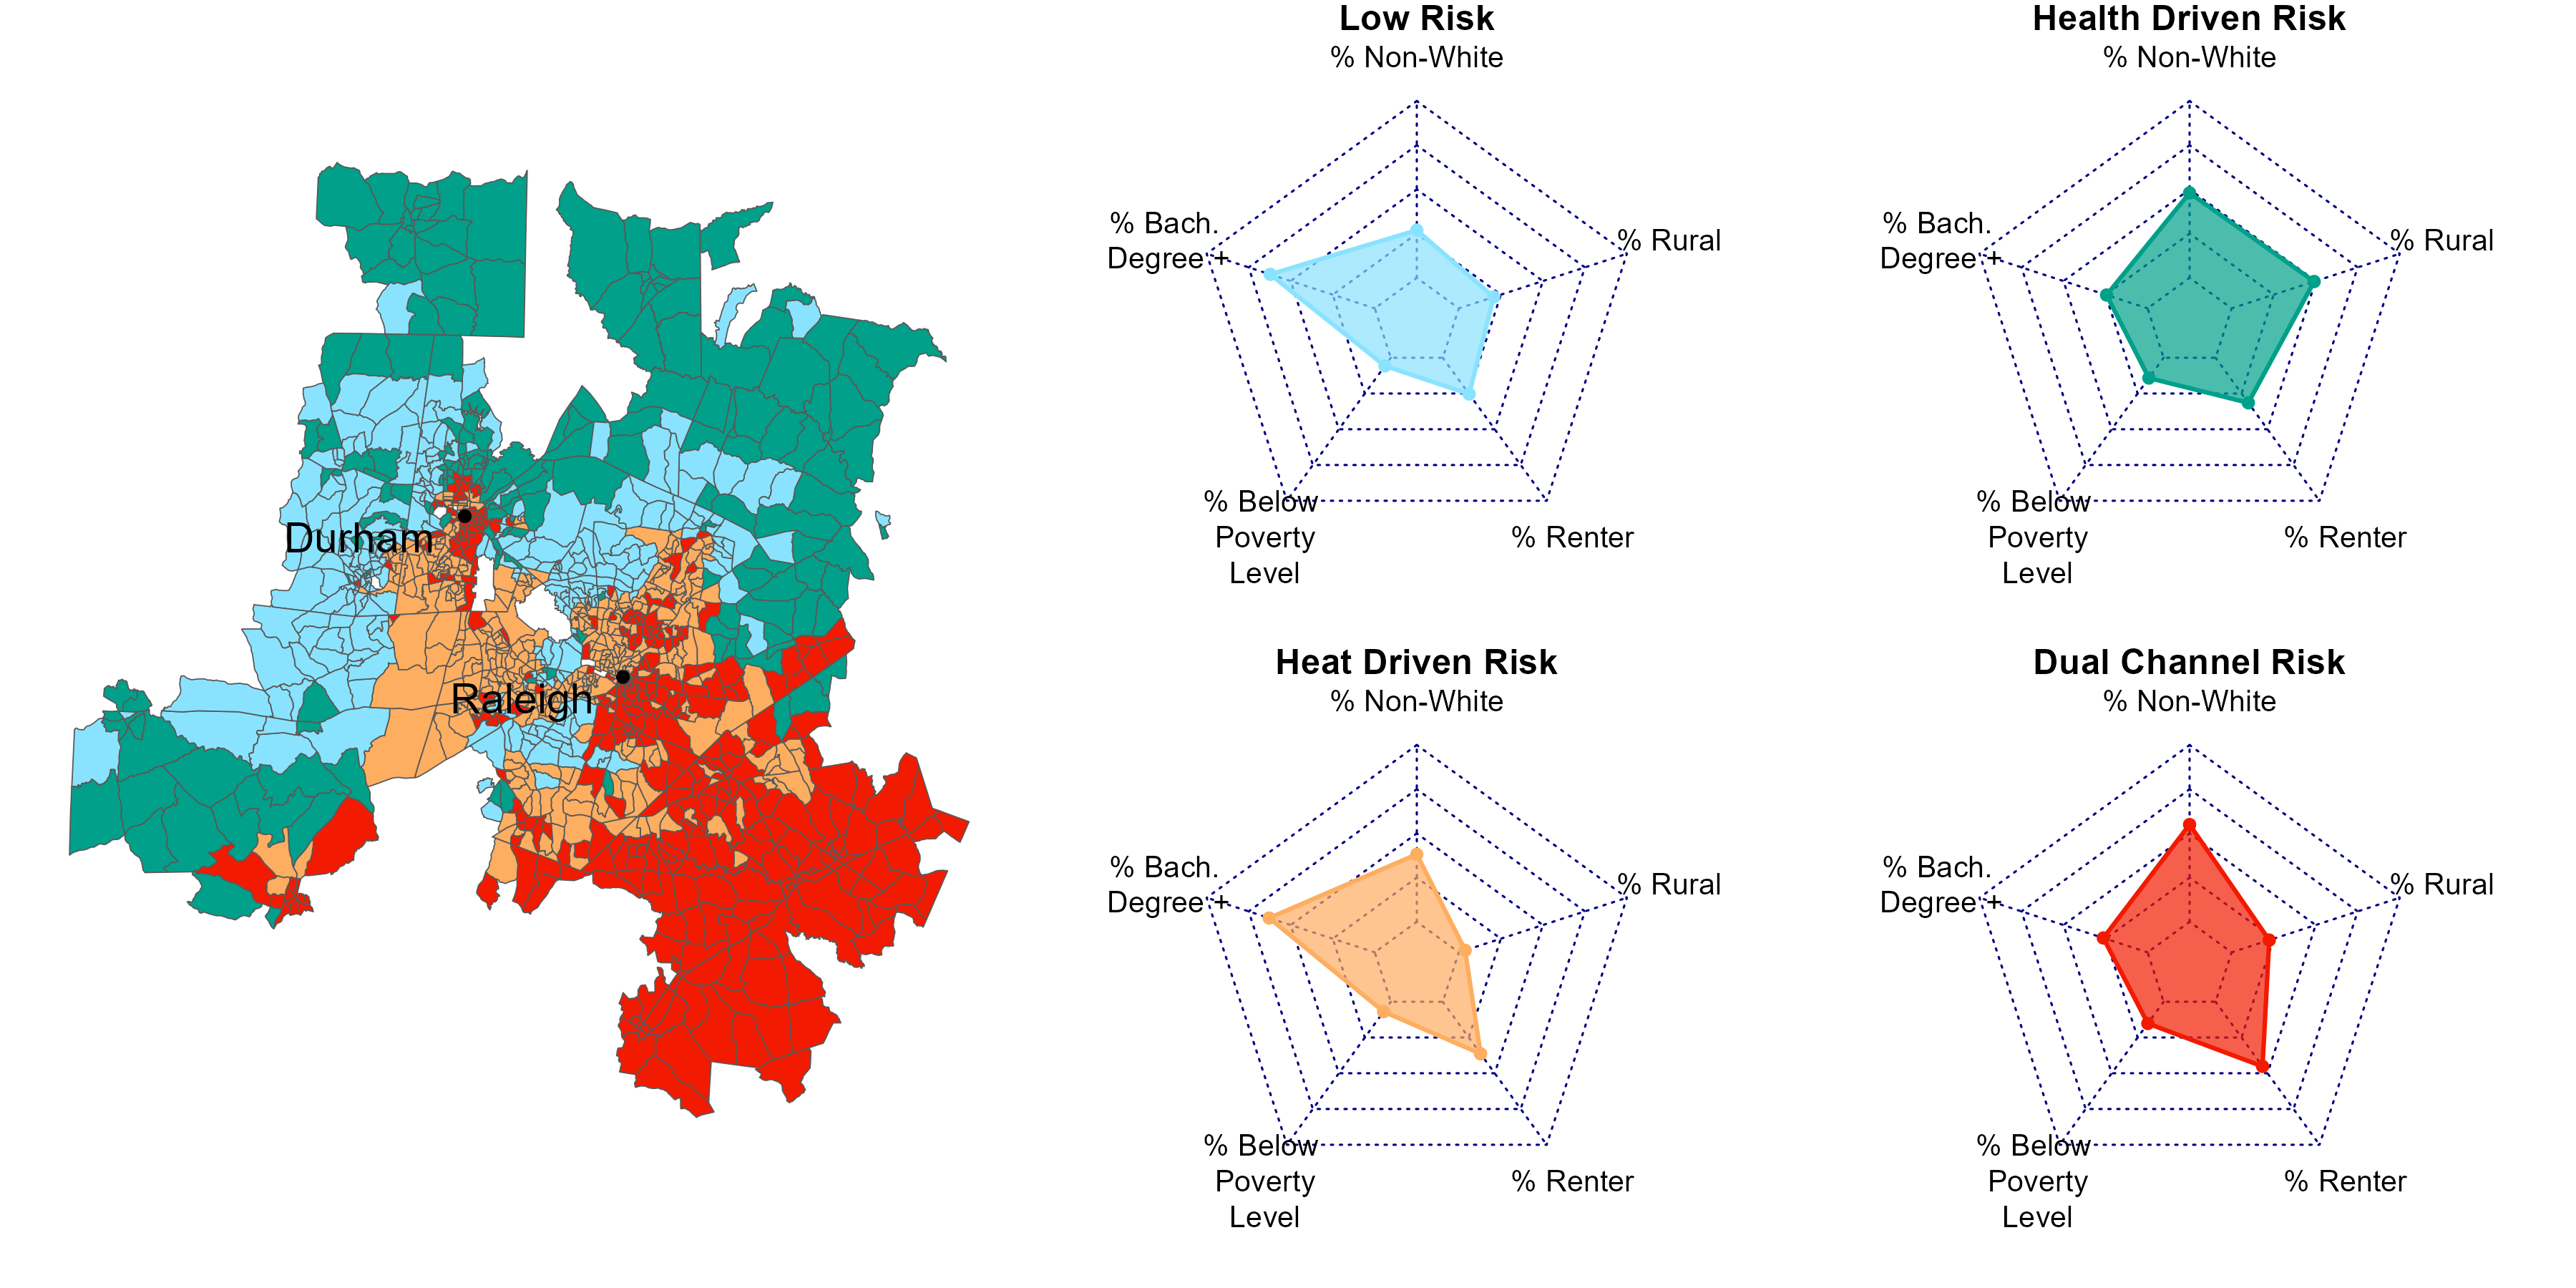 Durham
Raleigh
Low Risk
% Non-White
% Rural
% Bach.
Degree +
% Below
Poverty
Level
% Renter
Health Driven Risk
% Non-White
% Rural
% Bach.
Degree +
% Below
Poverty
Level
% Renter
Heat Driven Risk
% Non-White
% Rural
% Bach.
Degree +
% Below
Poverty
Level
% Renter
Dual Channel Risk
% Non-White
% Rural
% Bach.
Degree +
% Below
Poverty
Level
% Renter